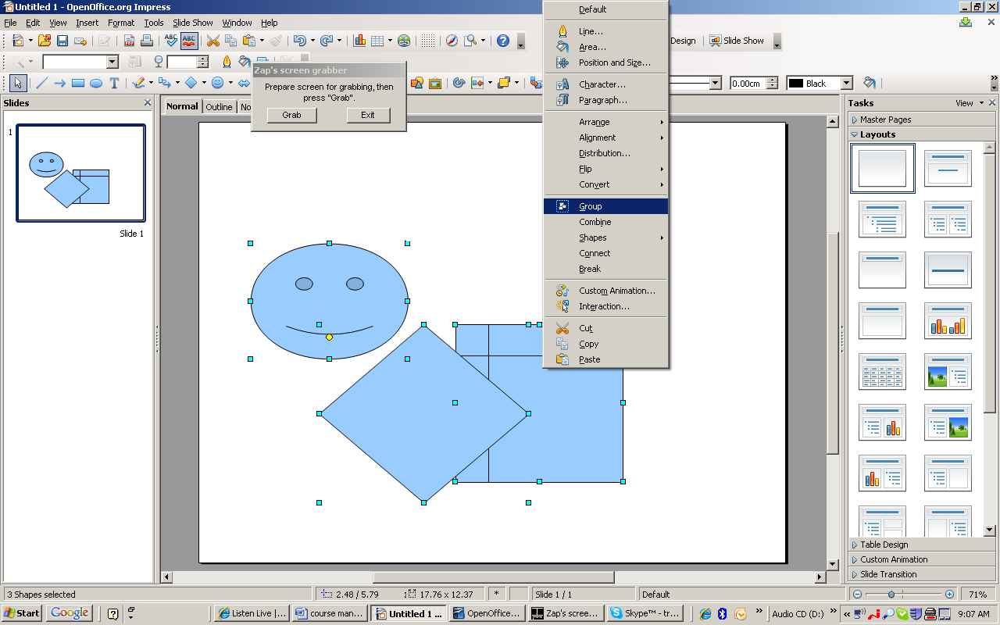 Untitled 1 - OpenOffice.org Impress
File Edit View Insert Format Tools Slide Show Window Help
Design Slide Show
0.00cm Black
Zap's screen grabber
Prepare screen for grabbing, then press "Grab".
Grab Exit
Slides
1
Slide 1
Normal Outline No
Default
Line...
Area...
Position and Size...
Character...
Paragraph...
Arrange
Alignment
Distribution...
Flip
Convert
Group
Combine
Shapes
Connect
Break
Custom Animation...
Interaction...
Cut
Copy
Paste
Tasks View
Master Pages
Layouts
Table Design
Custom Animation
Slide Transition
3 Shapes selected 2.48 / 5.79 17.76 x 12.37 * Slide 1 / 1 Default 71%
Start Google Listen Live |... course man... Untitled 1 ... OpenOffice... Zap's scree... Skype™ - tr... Audio CD (D:) 9:07 AM